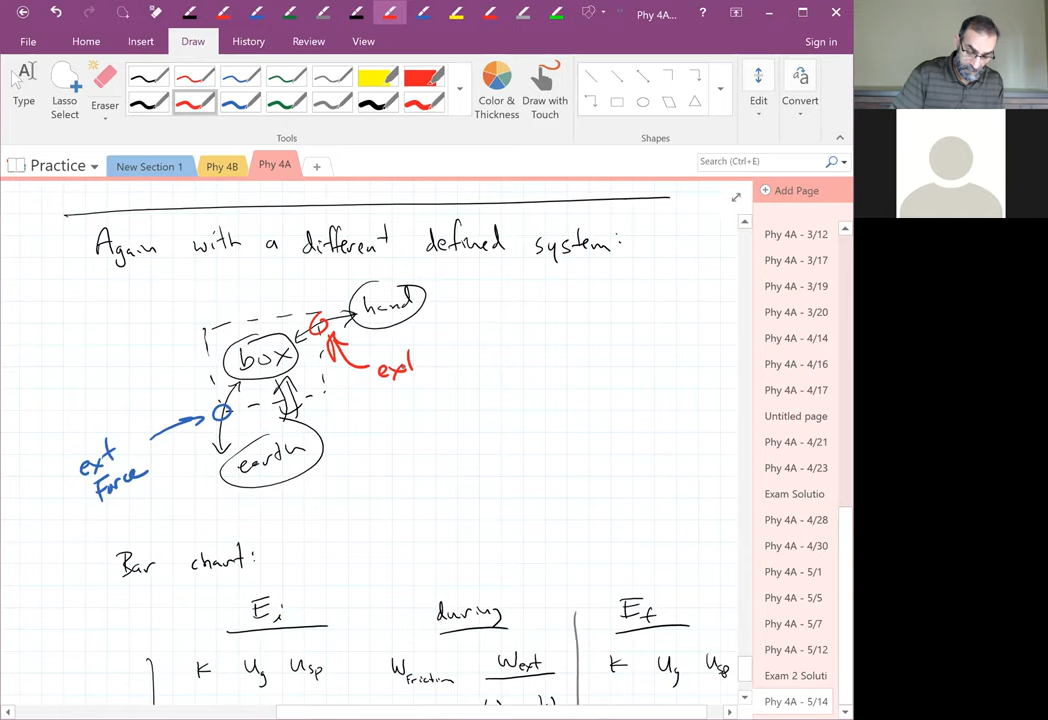 Phy 4A...
?
File
Home
Insert
Draw
History
Review
View
Sign in
Type
Lasso
Select
Eraser
Color &
Thickness
Draw with
Touch
Edit
Convert
Tools
Shapes
Practice
New Section 1
Phy 4B
Phy 4A
+
Search (Ctrl+E)
Add Page
Phy 4A - 3/12
Phy 4A - 3/17
Phy 4A - 3/19
Phy 4A - 3/20
Phy 4A - 4/14
Phy 4A - 4/16
Phy 4A - 4/17
Untitled page
Phy 4A - 4/21
Phy 4A - 4/23
Exam Solutio
Phy 4A - 4/28
Phy 4A - 4/30
Phy 4A - 5/1
Phy 4A - 5/5
Phy 4A - 5/7
Phy 4A - 5/12
Exam 2 Soluti
Phy 4A - 5/14
Again with a different defined system:
hand
box
ext
earth
ext
Force
Bar chart:
Ei during Ef
K Ug Usp Wfriction Wext K Ug Usp